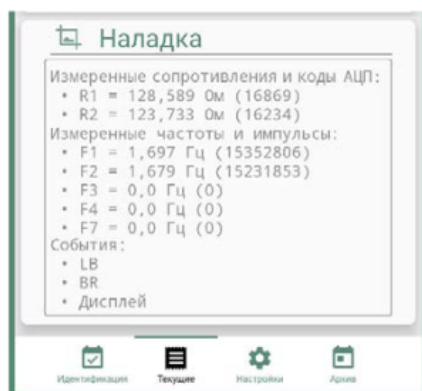 Наладка
Измеренные сопротивления и коды АЦП:
• R1 = 128,589 Ом (16869)
• R2 = 123,733 Ом (16234)
Измеренные частоты и импульсы:
• F1 = 1,697 Гц (15352806)
• F2 = 1,679 Гц (15231853)
• F3 = 0,0 Гц (0)
• F4 = 0,0 Гц (0)
• F7 = 0,0 Гц (0)
События:
• LB
• BR
• Дисплей
Идентификация Текущие Настройки Архив